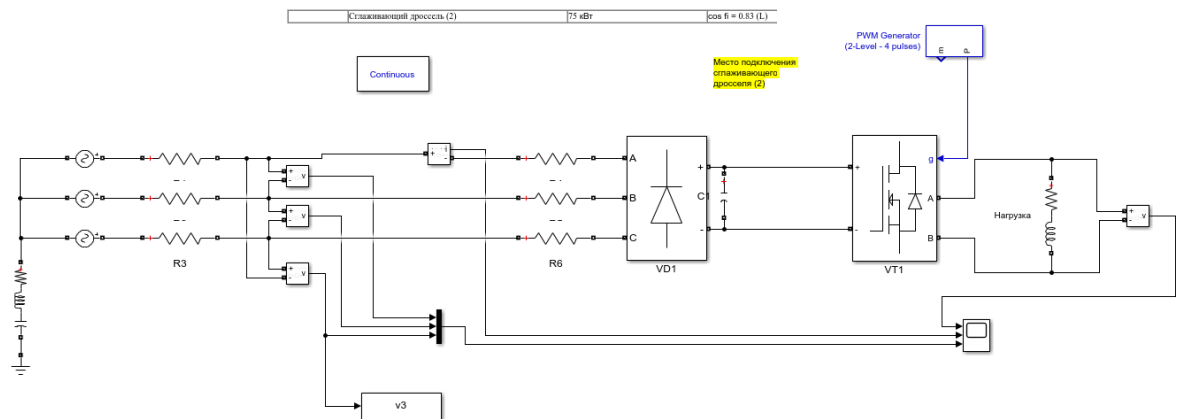 Сглаживающий дроссель (2) 75 кВт cos fi = 0.83 (L)
PWM Generator
(2-Level - 4 pulses)
m P
Continuous
Место подключения
сглаживающего
дросселя (2)
+ i
-
A + + g
+ v
-
B C1 A Нагрузка + v
-
+ v
-
C - - B
R3 R6 VD1 VT1
+ v
-
v3